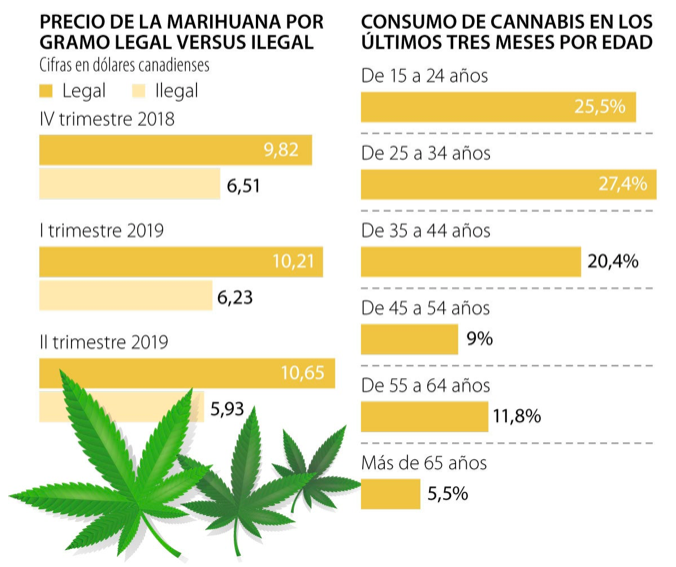 PRECIO DE LA MARIHUANA POR
GRAMO LEGAL VERSUS ILEGAL
Cifras en dólares canadienses
Legal Ilegal
IV trimestre 2018
9,82
6,51
I trimestre 2019
10,21
6,23
II trimestre 2019
10,65
5,93
CONSUMO DE CANNABIS EN LOS
ÚLTIMOS TRES MESES POR EDAD
De 15 a 24 años
25,5%
De 25 a 34 años
27,4%
De 35 a 44 años
20,4%
De 45 a 54 años
9%
De 55 a 64 años
11,8%
Más de 65 años
5,5%